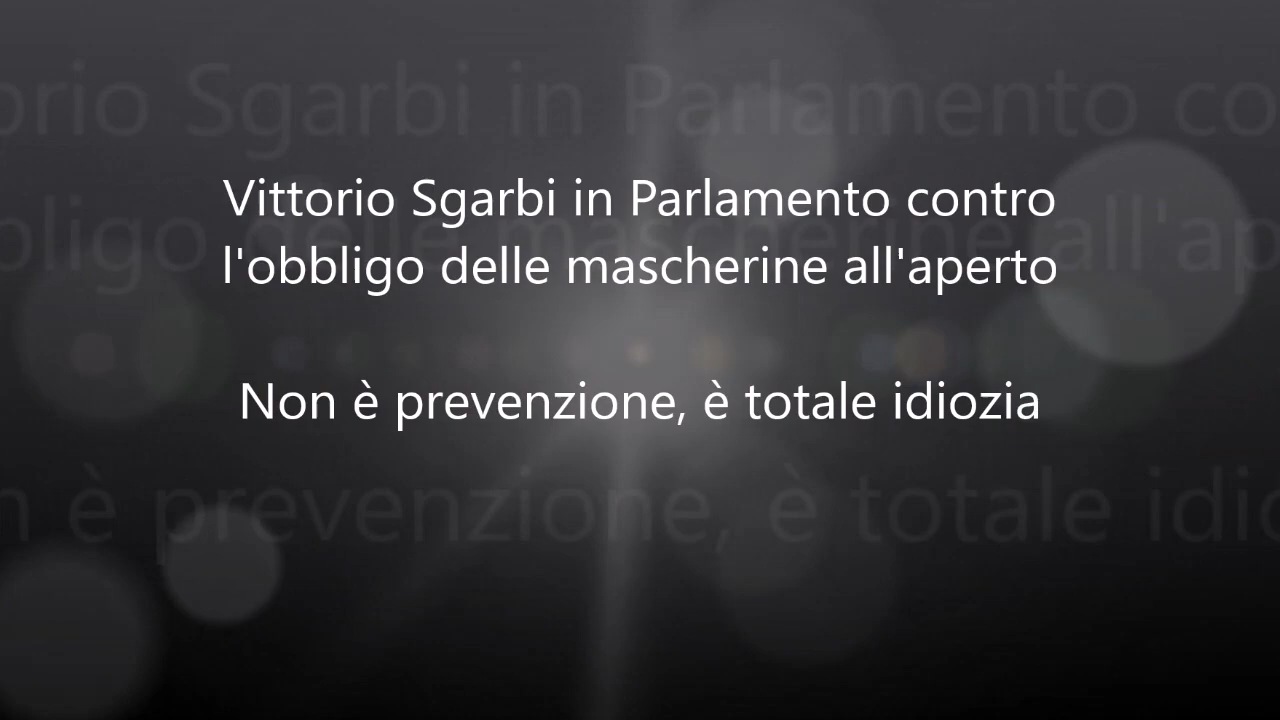 Vittorio Sgarbi in Parlamento contro
l'obbligo delle mascherine all'aperto
Non è prevenzione, è totale idiozia